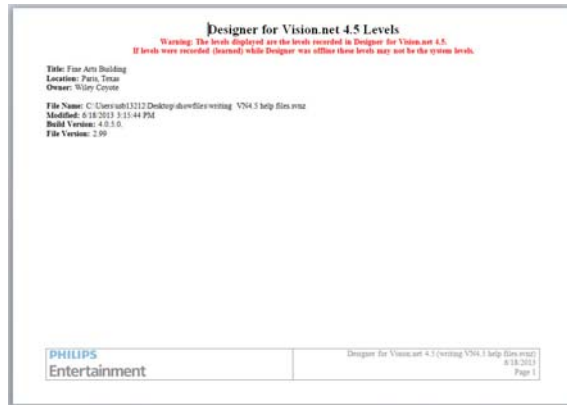 Designer for Vision.net 4.5 Levels
Warning: The levels displayed are the levels recorded in Designer for Vision.net 4.5.
If levels were recorded (learned) while Designer was offline these levels may not be the system levels.
Title: Fine Arts Building
Location: Paris, Texas
Owner: Wiley Coyote
File Name: C:\Users\ \Desktop\showfiles\writing VN4.5 help files.svnz
Modified: 6/18/2013 3:15:44 PM
Build Version: 4.0.5.0.
File Version: 2.99
PHILIPS
Entertainment
Designer for Vision.net 4.5 (writing VN4.5 help files.svnz)
6/18/2013
Page 1